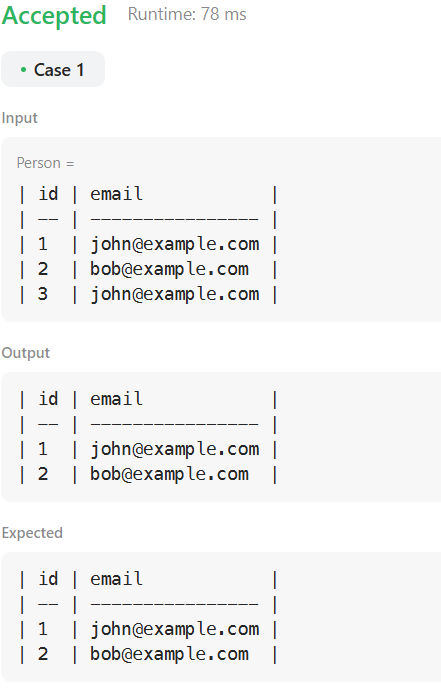 Accepted Runtime: 78 ms
• Case 1
Input
Person =
| id | email            |
| -- | ---------------- |
| 1  | john@example.com |
| 2  | bob@example.com  |
| 3  | john@example.com |
Output
| id | email            |
| -- | ---------------- |
| 1  | john@example.com |
| 2  | bob@example.com  |
Expected
| id | email            |
| -- | ---------------- |
| 1  | john@example.com |
| 2  | bob@example.com  |